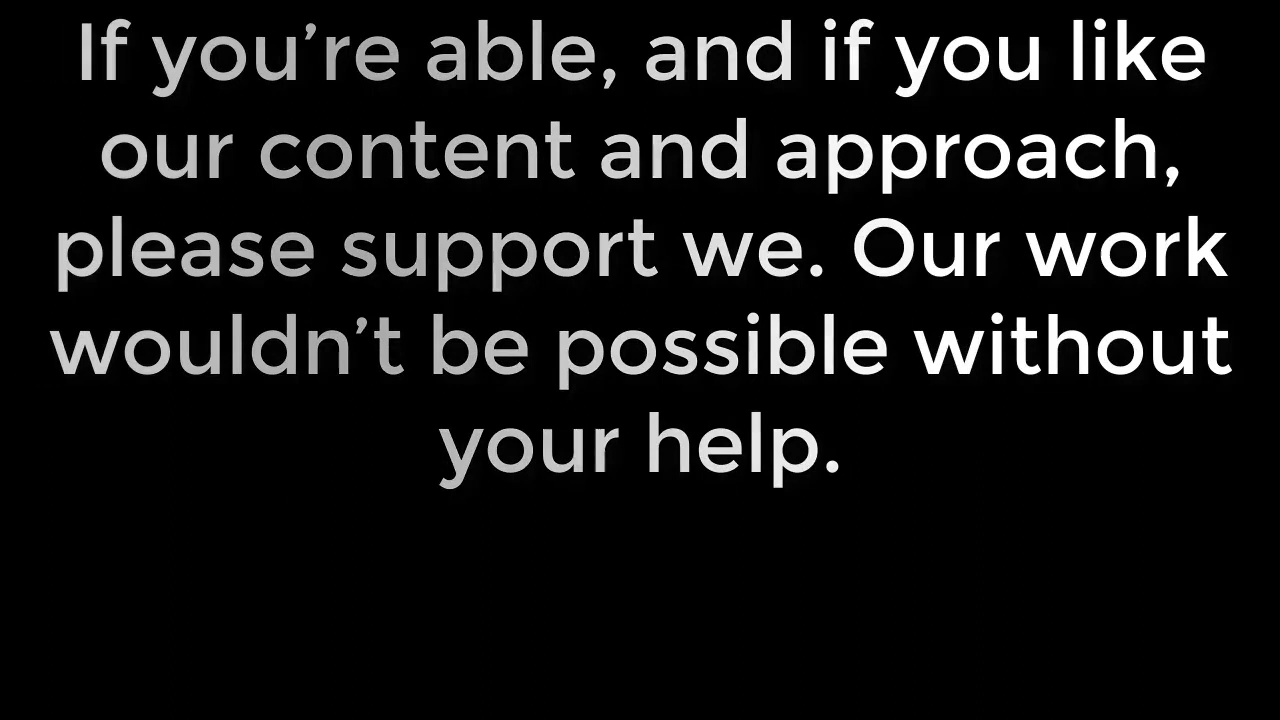 If you’re able, and if you like
our content and approach,
please support we. Our work
wouldn’t be possible without
your help.